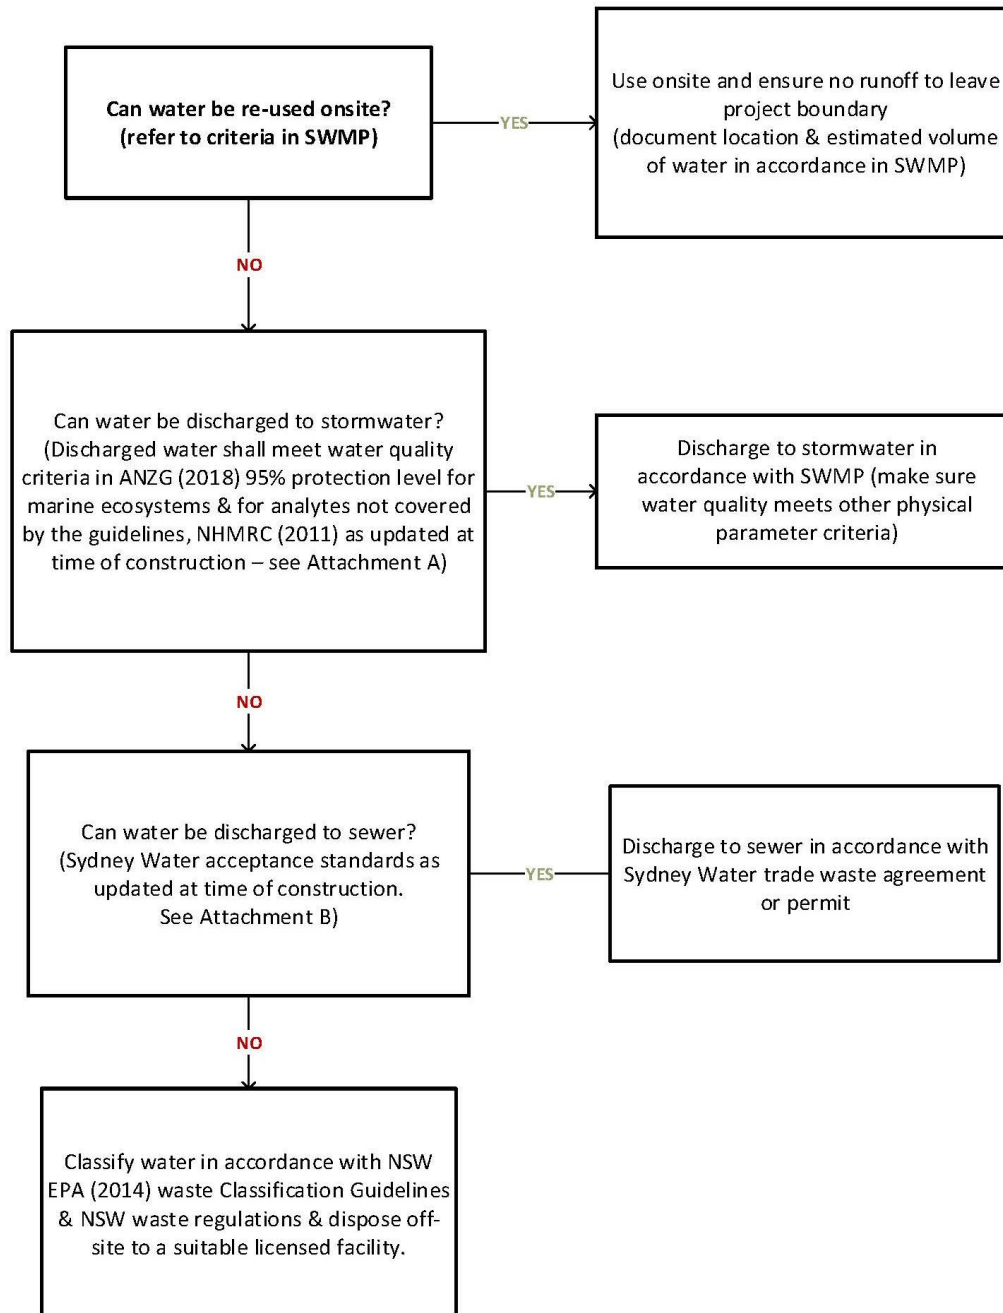 Can water be re-used onsite?
(refer to criteria in SWMP)
YES
Use onsite and ensure no runoff to leave
project boundary
(document location & estimated volume
of water in accordance in SWMP)
NO
Can water be discharged to stormwater?
(Discharged water shall meet water quality
criteria in ANZG (2018) 95% protection level for
marine ecosystems & for analytes not covered
by the guidelines, NHMRC (2011) as updated at
time of construction – see Attachment A)
YES
Discharge to stormwater in
accordance with SWMP (make sure
water quality meets other physical
parameter criteria)
NO
Can water be discharged to sewer?
(Sydney Water acceptance standards as
updated at time of construction.
See Attachment B)
YES
Discharge to sewer in accordance with
Sydney Water trade waste agreement
or permit
NO
Classify water in accordance with NSW
EPA (2014) waste Classification Guidelines
& NSW waste regulations & dispose off-
site to a suitable licensed facility.